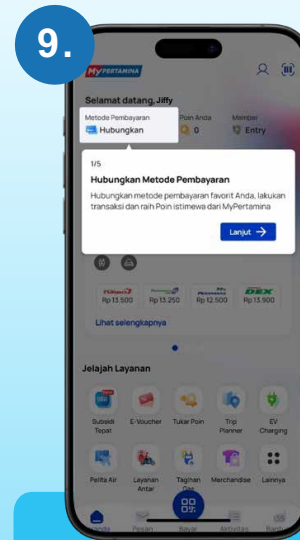 9.
MyPERTAMINA
Selamat datang, Jiffy
Metode Pembayaran
Hubungkan
Poin Anda
0
Member
Entry
1/5
Hubungkan Metode Pembayaran
Hubungkan metode pembayaran favorit Anda, lakukan
transaksi dan raih Poin istimewa dari MyPertamina
Lanjut →
Rp 13.500
Rp 13.250
Rp 12.500
DEX
Rp 13.900
Lihat selengkapnya
Jelajah Layanan
Subsidi
Tepat
E-Voucher
Tukar Poin
Trip
Planner
EV
Charging
Pelita Air
Layanan
Antar
Tagihan
Gas
Merchandise
Lainnya
Pesan
Bayar
Aktivitas